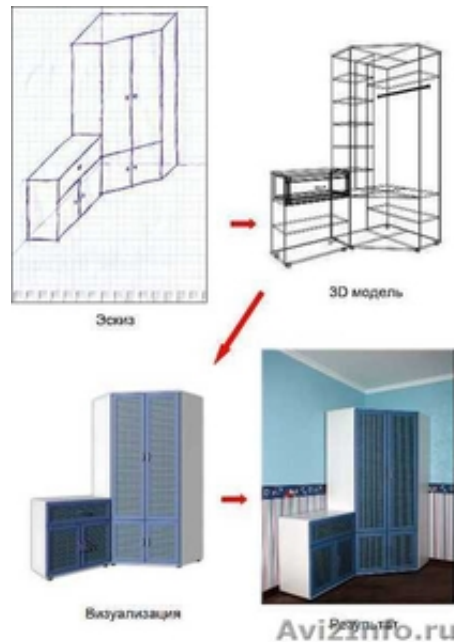 Эскиз
3D модель
Визуализация
Результат
AvizInfo.ru